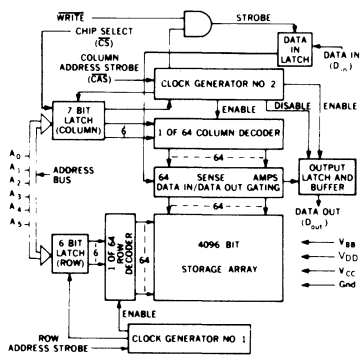 WRITE
STROBE
CHIP SELECT
(CS)
DATA
IN
LATCH
COLUMN
ADDRESS STROBE
(CAS)
DATA IN
(Din)
CLOCK GENERATOR NO 2
ENABLE
DISABLE
ENABLE
7 BIT
LATCH
(COLUMN)
6
1 OF 64 COLUMN DECODER
64
A0
A1
A2
A3
A4
A5
ADDRESS
BUS
64 SENSE AMPS
DATA IN/DATA OUT GATING
OUTPUT
LATCH AND
BUFFER
64
DATA OUT
(Dout)
6 BIT
LATCH
(ROW)
6
1 OF 64
ROW
DECODER
64
4096 BIT
STORAGE ARRAY
VBB
VDD
VCC
Gnd
ENABLE
CLOCK GENERATOR NO 1
ROW
ADDRESS STROBE